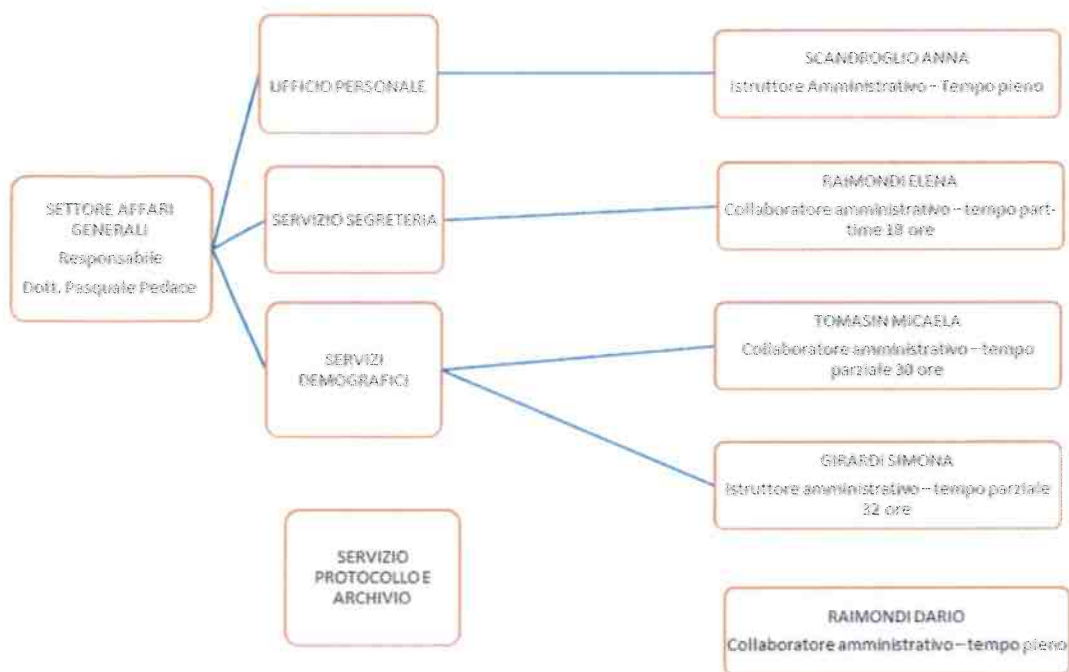 SETTORE AFFARI
GENERALI
Responsabile
Dott. Pasquale Pedace
UFFICIO PERSONALE
SCANDROGLIO ANNA
Istruttore Amministrativo – Tempo pieno
SERVIZIO SEGRETERIA
RAIMONDI ELENA
Collaboratore amministrativo – tempo part-
time 18 ore
SERVIZI
DEMOGRAFICI
TOMASIN MICAELA
Collaboratore amministrativo – tempo
parziale 30 ore
GIRARDI SIMONA
Istruttore amministrativo – tempo parziale
32 ore
SERVIZIO
PROTOCOLLO E
ARCHIVIO
RAIMONDI DARIO
Collaboratore amministrativo – tempo pieno